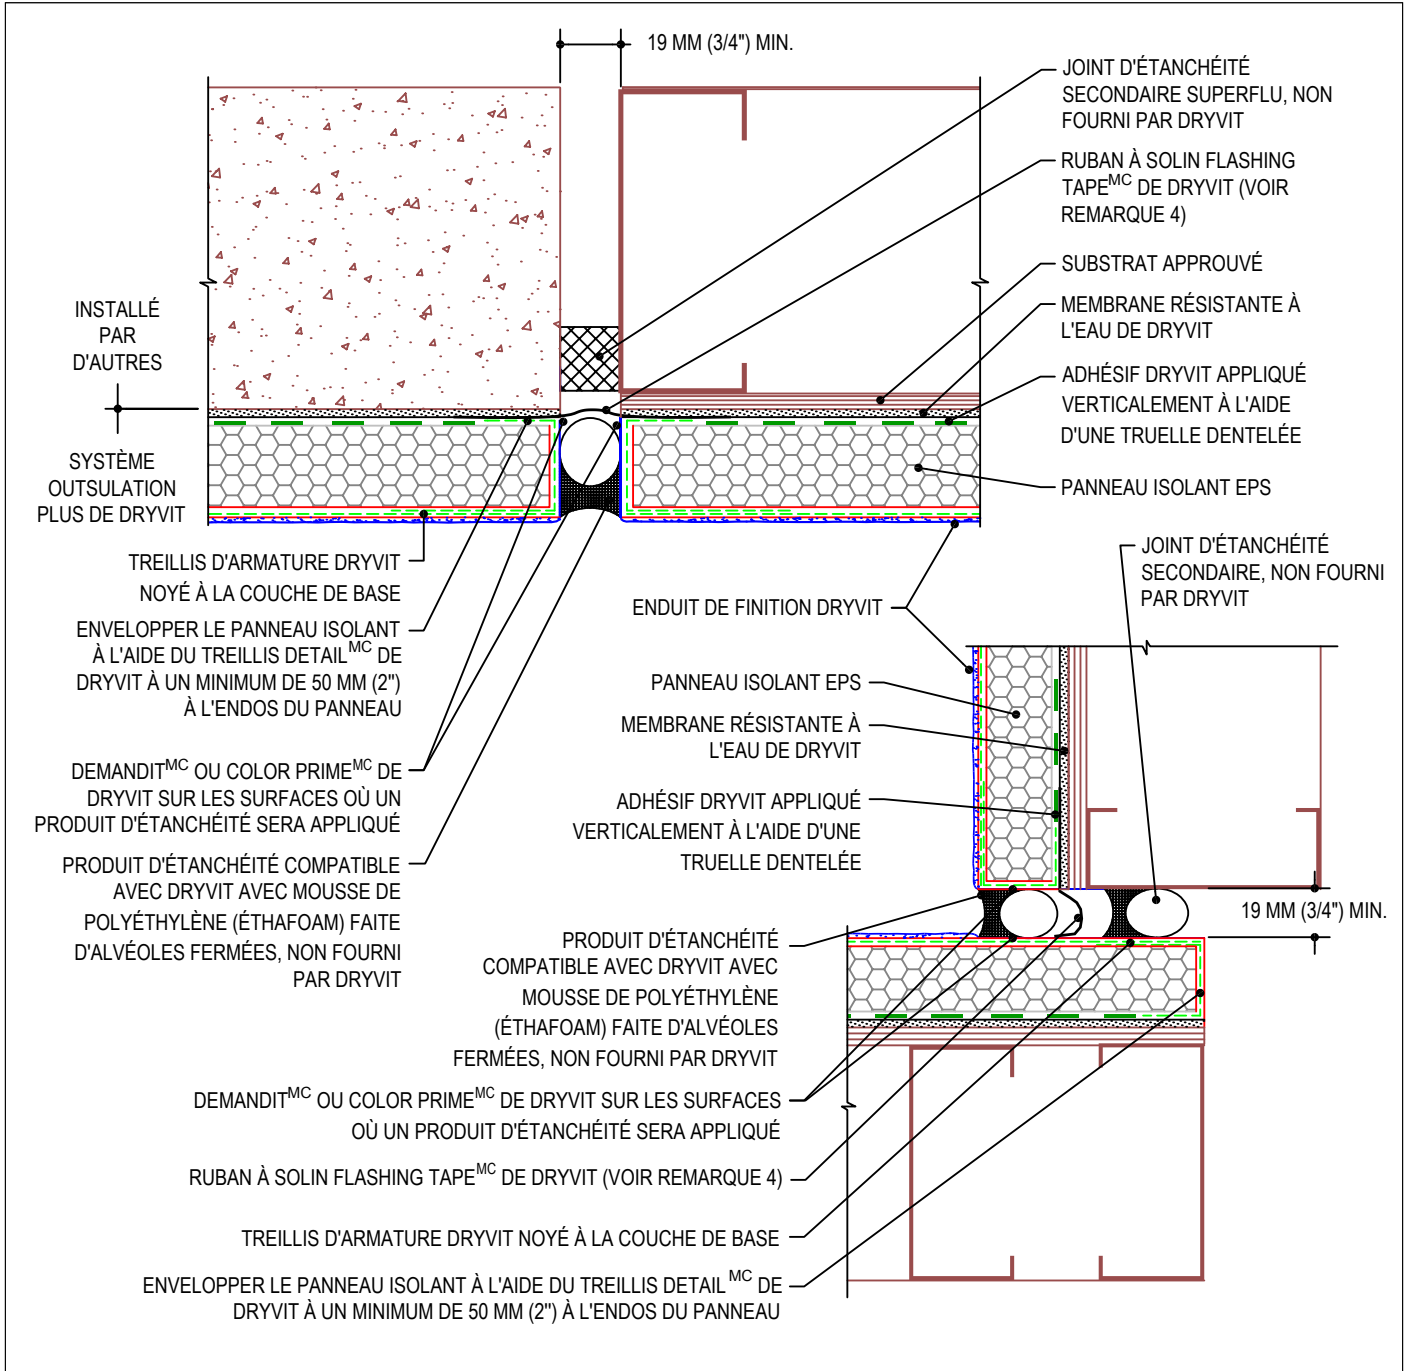 19 MM (3/4") MIN.
JOINT D'ÉTANCHÉITÉ
SECONDAIRE SUPERFLU, NON
FOURNI PAR DRYVIT
RUBAN À SOLIN FLASHING
TAPEMC DE DRYVIT (VOIR
REMARQUE 4)
SUBSTRAT APPROUVÉ
MEMBRANE RÉSISTANTE À
L'EAU DE DRYVIT
ADHÉSIF DRYVIT APPLIQUÉ
VERTICALEMENT À L'AIDE
D'UNE TRUELLE DENTELÉE
PANNEAU ISOLANT EPS
INSTALLÉ
PAR
D'AUTRES
SYSTÈME
OUTSULATION
PLUS DE DRYVIT
TREILLIS D'ARMATURE DRYVIT
NOYÉ À LA COUCHE DE BASE
ENVELOPPER LE PANNEAU ISOLANT
À L'AIDE DU TREILLIS DETAILMC DE
DRYVIT À UN MINIMUM DE 50 MM (2")
À L'ENDOS DU PANNEAU
DEMANDITMC OU COLOR PRIMEMC DE
DRYVIT SUR LES SURFACES OÙ UN
PRODUIT D'ÉTANCHÉITÉ SERA APPLIQUÉ
PRODUIT D'ÉTANCHÉITÉ COMPATIBLE
AVEC DRYVIT AVEC MOUSSE DE
POLYÉTHYLÈNE (ÉTHAFOAM) FAITE
D'ALVÉOLES FERMÉES, NON FOURNI
PAR DRYVIT
JOINT D'ÉTANCHÉITÉ
SECONDAIRE, NON FOURNI
PAR DRYVIT
ENDUIT DE FINITION DRYVIT
PANNEAU ISOLANT EPS
MEMBRANE RÉSISTANTE À
L'EAU DE DRYVIT
ADHÉSIF DRYVIT APPLIQUÉ
VERTICALEMENT À L'AIDE D'UNE
TRUELLE DENTELÉE
19 MM (3/4") MIN.
PRODUIT D'ÉTANCHÉITÉ
COMPATIBLE AVEC DRYVIT AVEC
MOUSSE DE POLYÉTHYLÈNE
(ÉTHAFOAM) FAITE D'ALVÉOLES
FERMÉES, NON FOURNI PAR DRYVIT
DEMANDITMC OU COLOR PRIMEMC DE DRYVIT SUR LES SURFACES
OÙ UN PRODUIT D'ÉTANCHÉITÉ SERA APPLIQUÉ
RUBAN À SOLIN FLASHING TAPEMC DE DRYVIT (VOIR REMARQUE 4)
TREILLIS D'ARMATURE DRYVIT NOYÉ À LA COUCHE DE BASE
ENVELOPPER LE PANNEAU ISOLANT À L'AIDE DU TREILLIS DETAIL MC DE
DRYVIT À UN MINIMUM DE 50 MM (2") À L'ENDOS DU PANNEAU